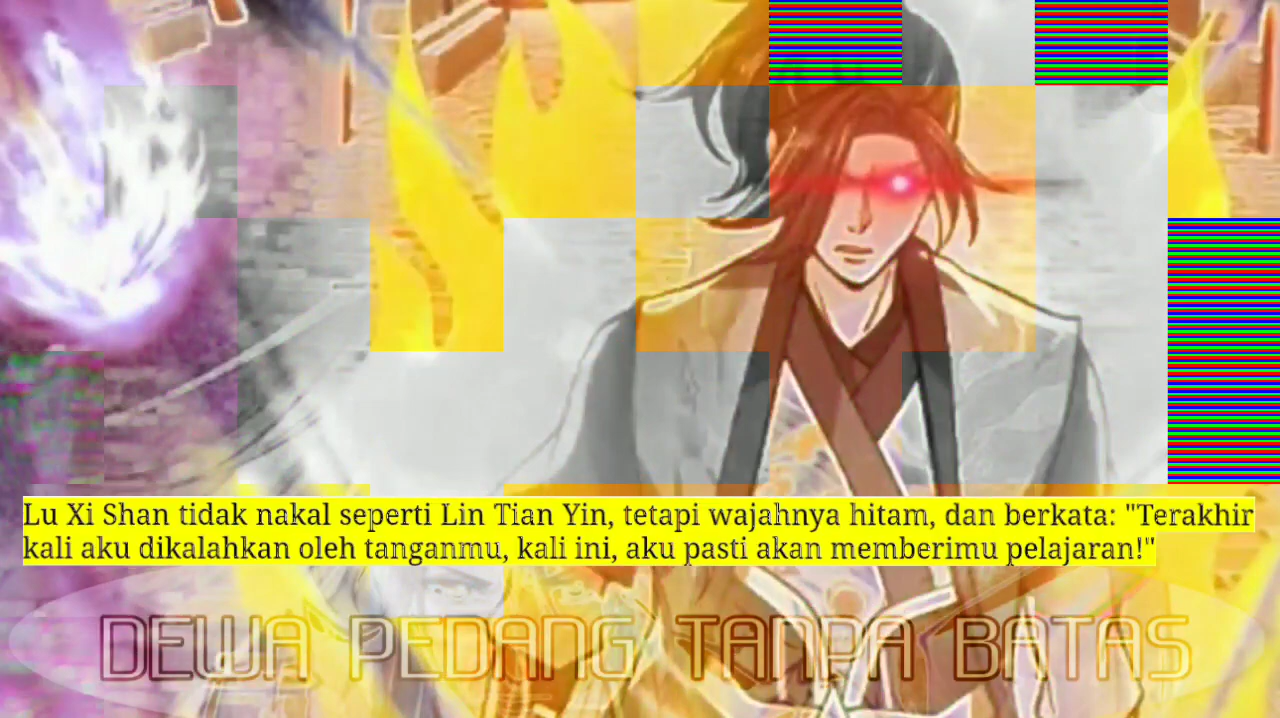 Lu Xi Shan tidak nakal seperti Lin Tian Yin, tetapi wajahnya hitam, dan berkata: "Terakhir
kali aku dikalahkan oleh tanganmu, kali ini, aku pasti akan memberimu pelajaran!"
DEWA PEDANG TANPA BATAS